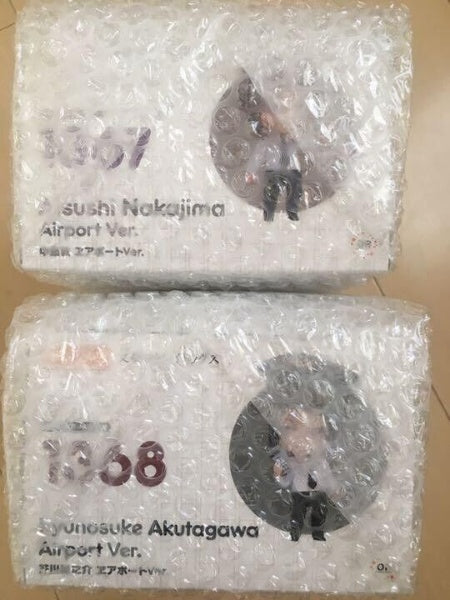 1367
Atsushi Nakajima
Airport Ver.
中島敦 エアポートVer.
1368
Ryunosuke Akutagawa
Airport Ver.
芥川龍之介 エアポートVer.